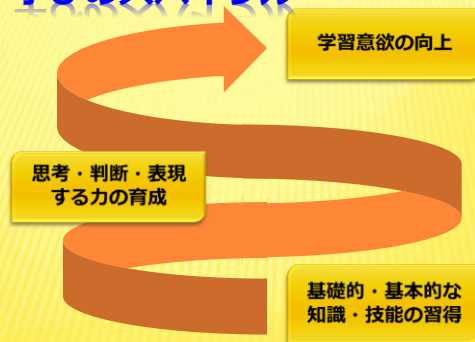 学習意欲の向上
思考・判断・表現
する力の育成
基礎的・基本的な
知識・技能の習得